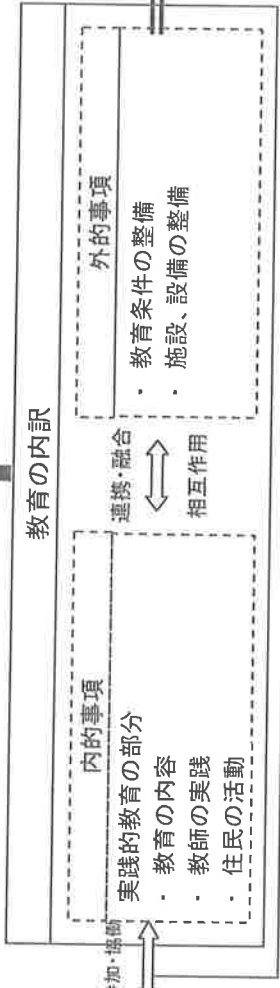 教育の内訳
加・協働
内的事項
実践的教育の部分
・ 教育の内容
・ 教師の実践
・ 住民の活動
連携・融合
相互作用
外的事項
・ 教育条件の整備
・ 施設、設備の整備